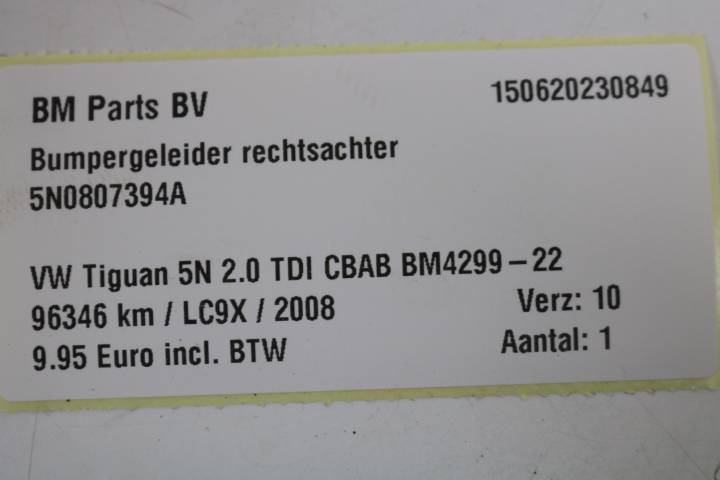 BM Parts BV 150620230849
Bumpergeleider rechtsachter
5N0807394A
VW Tiguan 5N 2.0 TDI CBAB BM4299-22
96346 km / LC9X / 2008 Verz: 10
9.95 Euro incl. BTW Aantal: 1